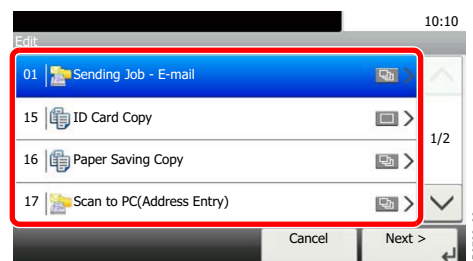 10:10
Edit
01 Sending Job - E-mail
15 ID Card Copy
16 Paper Saving Copy
17 Scan to PC(Address Entry)
1/2
Cancel
Next >